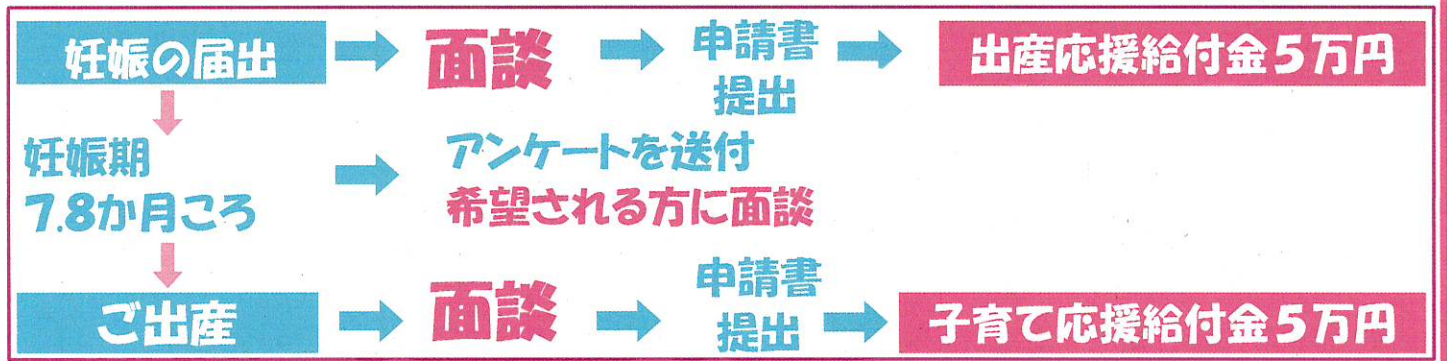 妊娠の届出
面談
申請書
提出
出産応援給付金5万円
妊娠期
7.8か月ころ
アンケートを送付
希望される方に面談
ご出産
面談
申請書
提出
子育て応援給付金5万円